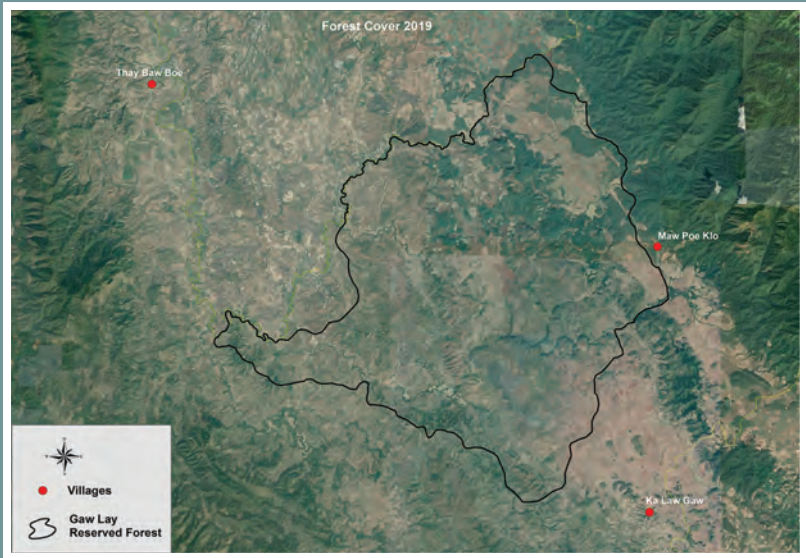 Forest Cover 2019
Thay Baw Boe
Maw Poe Klo
Ka Law Gaw
Villages
Gaw Lay
Reserved Forest